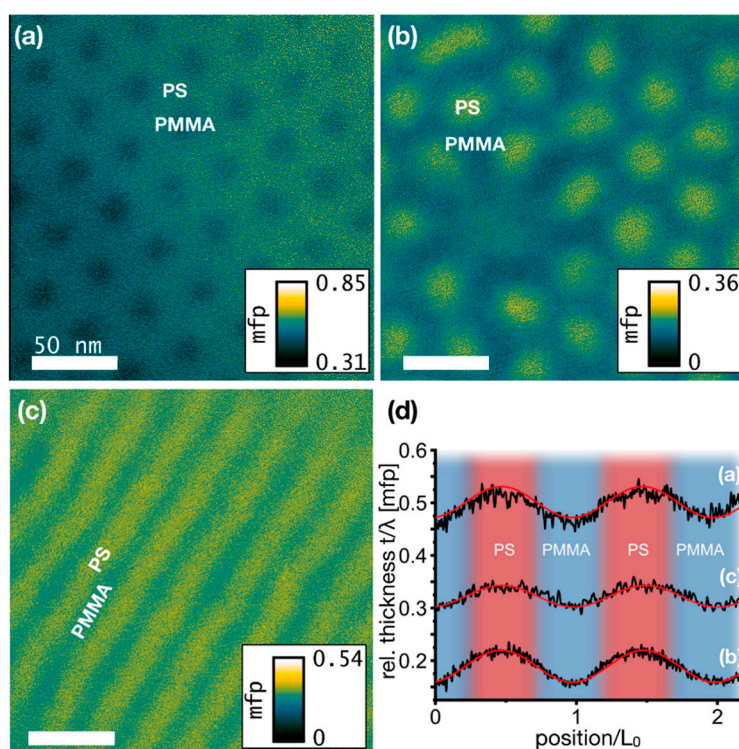 (a)
PS
PMMA
50 nm
mfp
0.85
0.31
(b)
PS
PMMA
mfp
0.36
0
(c)
PS
PMMA
mfp
0.54
0
(d)
rel. thickness t/λ [mfp]
0.6
0.5
0.4
0.3
0.2
(a)
PS
PMMA
PS
PMMA
(c)
(b)
0
1
2
position/L₀